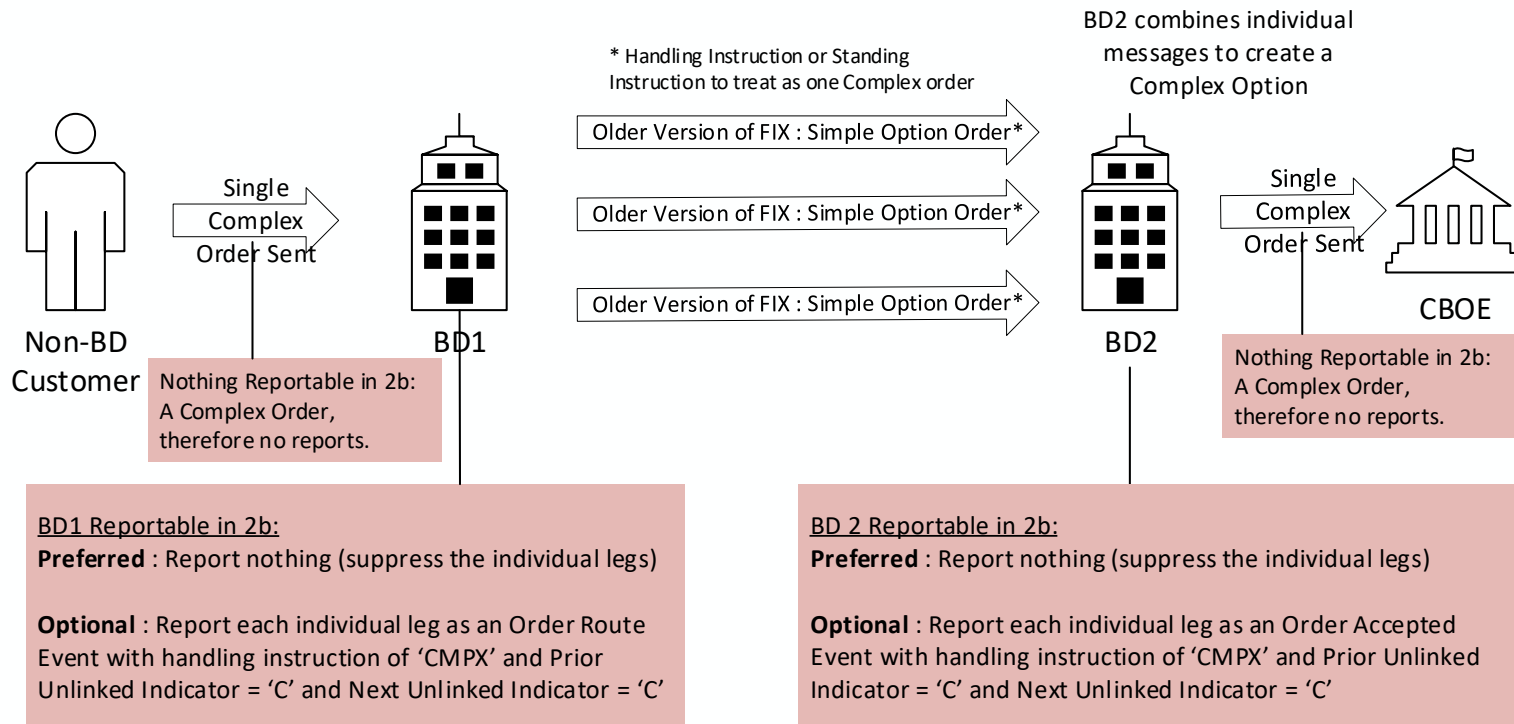 BD2 combines individual
messages to create a
Complex Option
* Handling Instruction or Standing
Instruction to treat as one Complex order
Older Version of FIX : Simple Option Order*
Older Version of FIX : Simple Option Order*
Older Version of FIX : Simple Option Order*
Single
Complex
Order Sent
Single
Complex
Order Sent
Non-BD
Customer
BD1
BD2
CBOE
Nothing Reportable in 2b:
A Complex Order,
therefore no reports.
Nothing Reportable in 2b:
A Complex Order,
therefore no reports.
BD1 Reportable in 2b:
Preferred : Report nothing (suppress the individual legs)
Optional : Report each individual leg as an Order Route
Event with handling instruction of ‘CMPX’ and Prior
Unlinked Indicator = ‘C’ and Next Unlinked Indicator = ‘C’
BD 2 Reportable in 2b:
Preferred : Report nothing (suppress the individual legs)
Optional : Report each individual leg as an Order Accepted
Event with handling instruction of ‘CMPX’ and Prior Unlinked
Indicator = ‘C’ and Next Unlinked Indicator = ‘C’